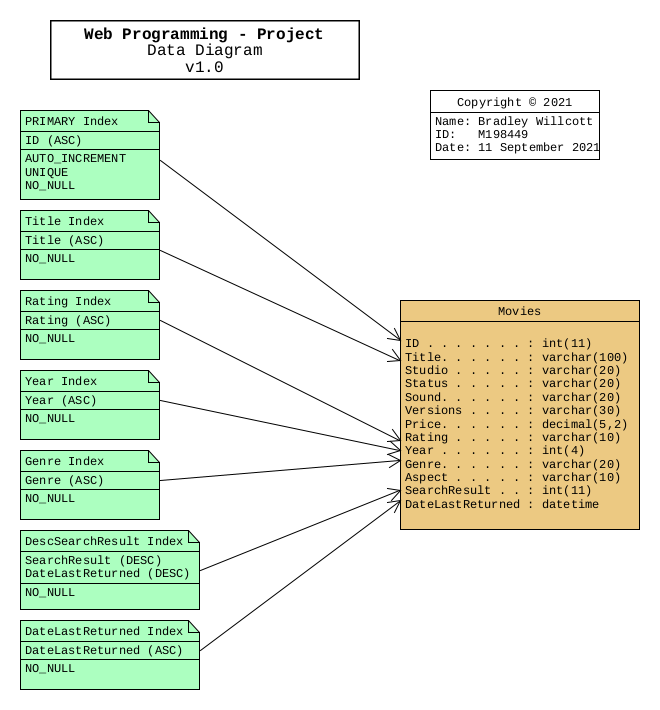 Web Programming - Project
Data Diagram
v1.0
Copyright © 2021
Name: Bradley Willcott
ID:   M198449
Date: 11 September 2021
PRIMARY Index
ID (ASC)
AUTO_INCREMENT
UNIQUE
NO_NULL
Title Index
Title (ASC)
NO_NULL
Rating Index
Rating (ASC)
NO_NULL
Year Index
Year (ASC)
NO_NULL
Genre Index
Genre (ASC)
NO_NULL
DescSearchResult Index
SearchResult (DESC)
DateLastReturned (DESC)
NO_NULL
DateLastReturned Index
DateLastReturned (ASC)
NO_NULL
Movies
ID . . . . . . . : int(11)
Title. . . . . . : varchar(100)
Studio . . . . . : varchar(20)
Status . . . . . : varchar(20)
Sound. . . . . . : varchar(20)
Versions . . . . : varchar(30)
Price. . . . . . : decimal(5,2)
Rating . . . . . : varchar(10)
Year . . . . . . : int(4)
Genre. . . . . . : varchar(20)
Aspect . . . . . : varchar(10)
SearchResult . . : int(11)
DateLastReturned : datetime